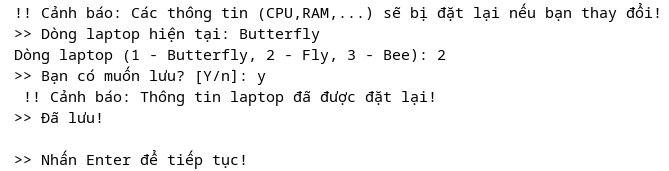 !! Cảnh báo: Các thông tin (CPU,RAM,...) sẽ bị đặt lại nếu bạn thay đổi!
>> Dòng laptop hiện tại: Butterfly
Dòng laptop (1 - Butterfly, 2 - Fly, 3 - Bee): 2
>> Bạn có muốn lưu? [Y/n]: y
!! Cảnh báo: Thông tin laptop đã được đặt lại!
>> Đã lưu!
>> Nhấn Enter để tiếp tục!